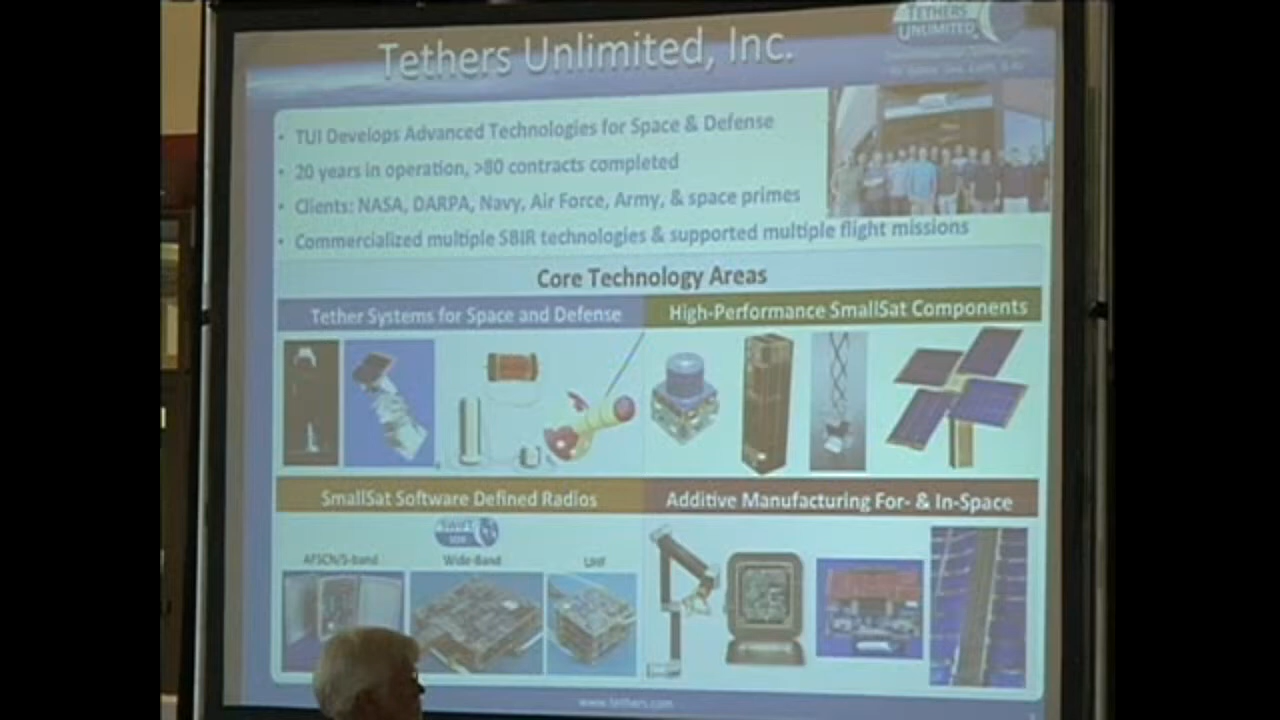 Tethers Unlimited, Inc.
TETHERS
UNLIMITED
• TUI Develops Advanced Technologies for Space & Defense
• 20 years in operation, >80 contracts completed
• Clients: NASA, DARPA, Navy, Air Force, Army, & space primes
• Commercialized multiple SBIR technologies & supported multiple flight missions
Core Technology Areas
Tether Systems for Space and Defense
High-Performance SmallSat Components
SmallSat Software Defined Radios
Additive Manufacturing For- & In-Space
SWIFT
AFSCN/S-band
Wide-Band
UHF
www.tethers.com